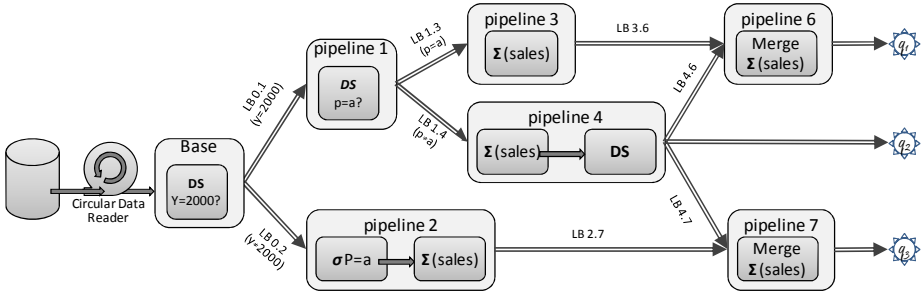 pipeline 3
Σ(sales)
pipeline 6
Merge
Σ(sales)
q1
LB 3.6
LB 1.3
(p=a)
pipeline 1
DS
p=a?
LB 0.1
(y=2000)
LB 1.4
(p≠a)
LB 4.6
pipeline 4
Σ(sales)
DS
q2
Base
DS
Y=2000?
Circular Data
Reader
LB 0.2
(y≠2000)
pipeline 2
σP=a
Σ(sales)
LB 2.7
LB 4.7
pipeline 7
Merge
Σ(sales)
q3